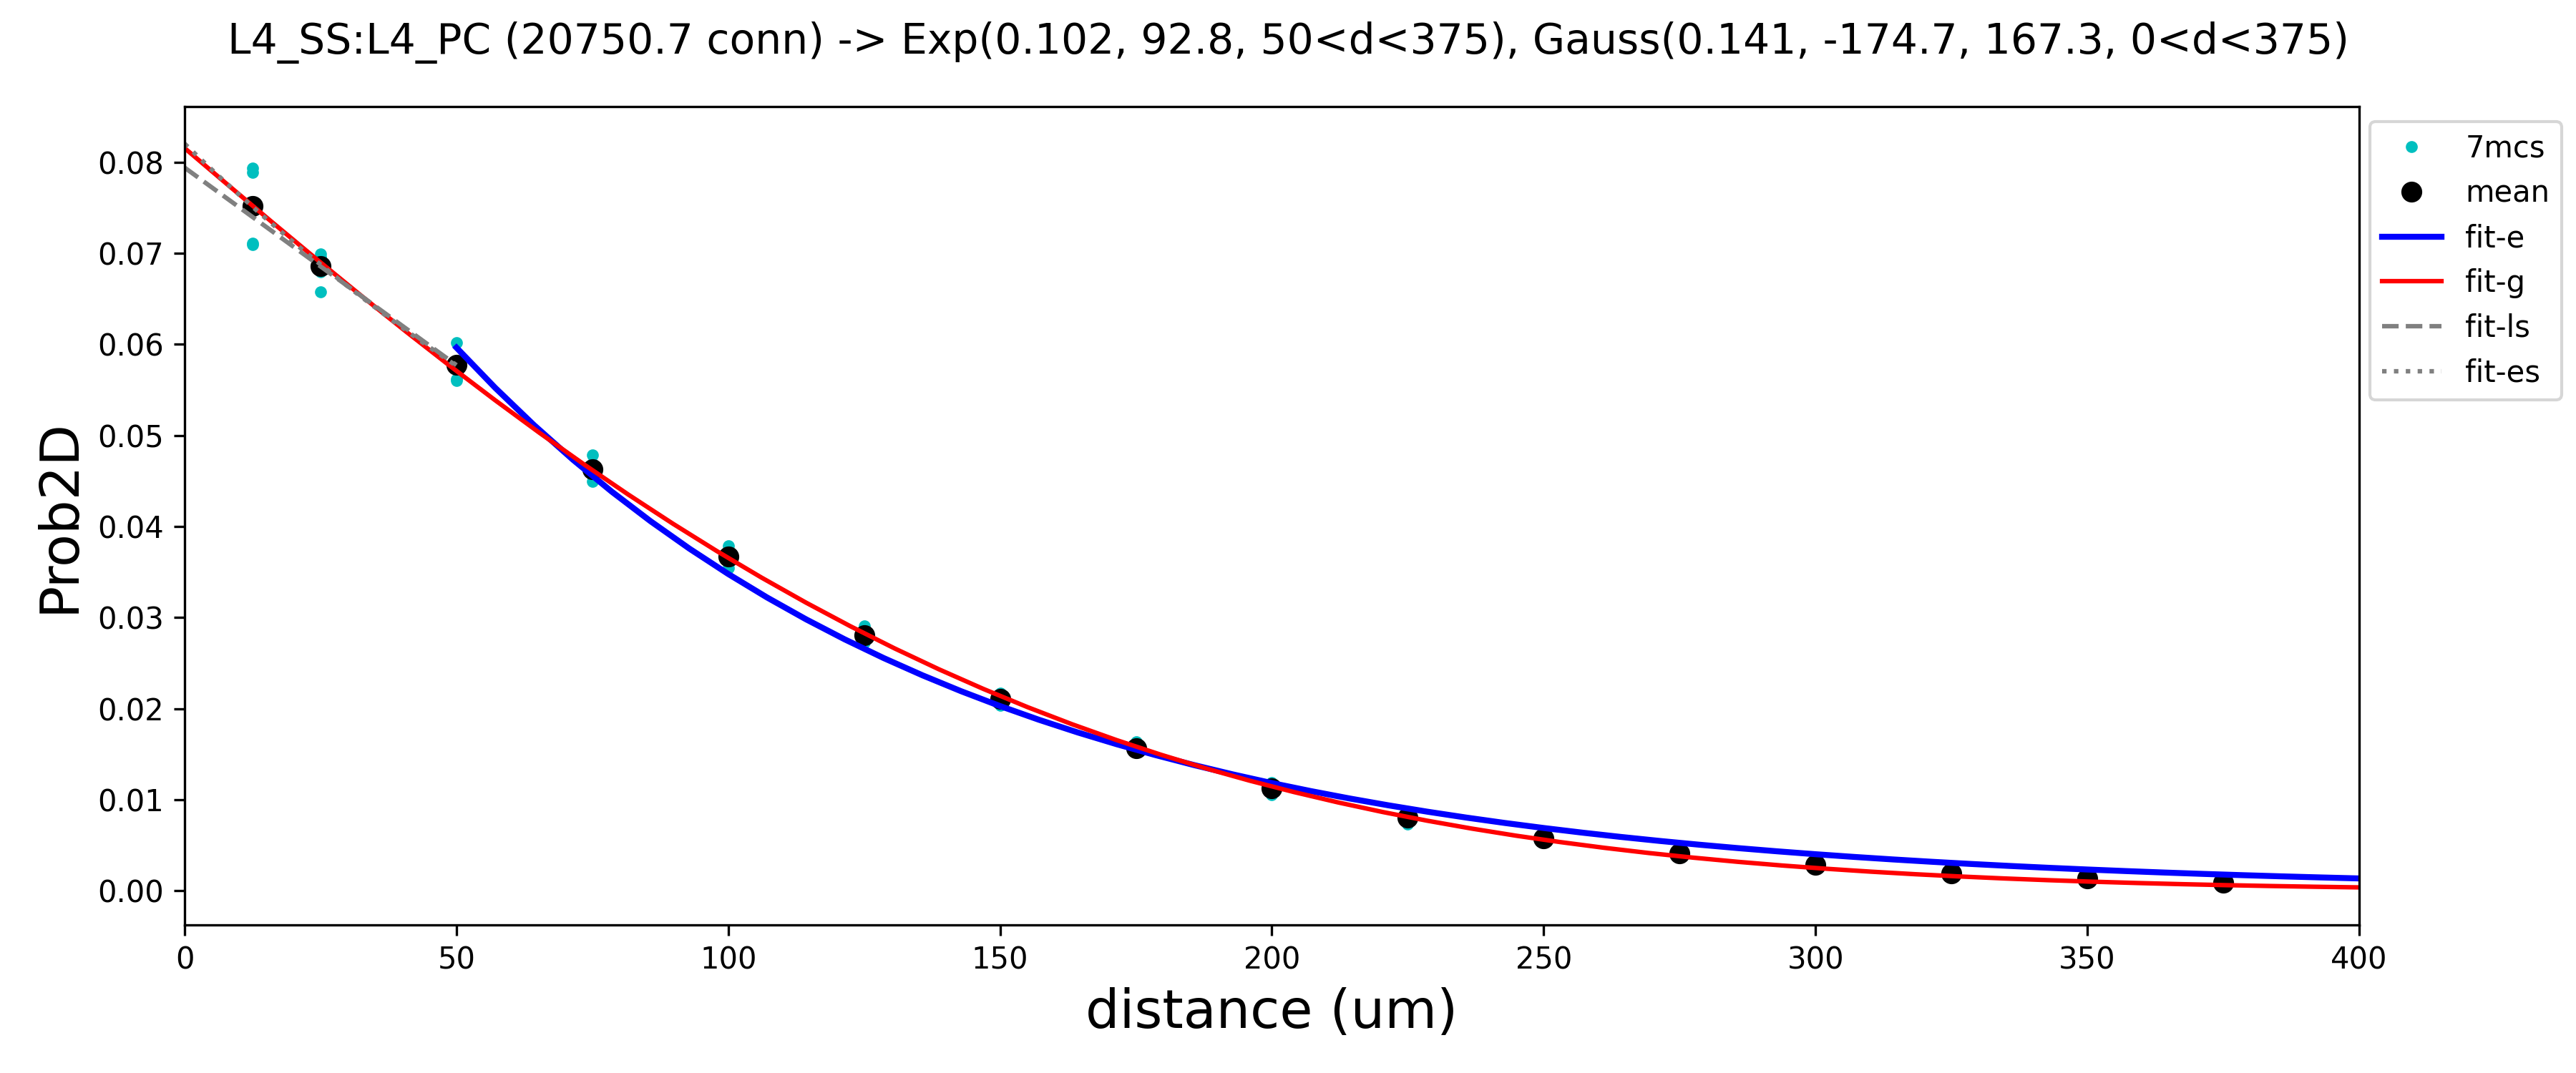 L4_SS:L4_PC (20750.7 conn) -> Exp(0.102, 92.8, 50<d<375), Gauss(0.141, -174.7, 167.3, 0<d<375)
7mcs
mean
fit-e
fit-g
fit-ls
fit-es
Prob2D
0.08
0.07
0.06
0.05
0.04
0.03
0.02
0.01
0.00
0 50 100 150 200 250 300 350 400
distance (um)